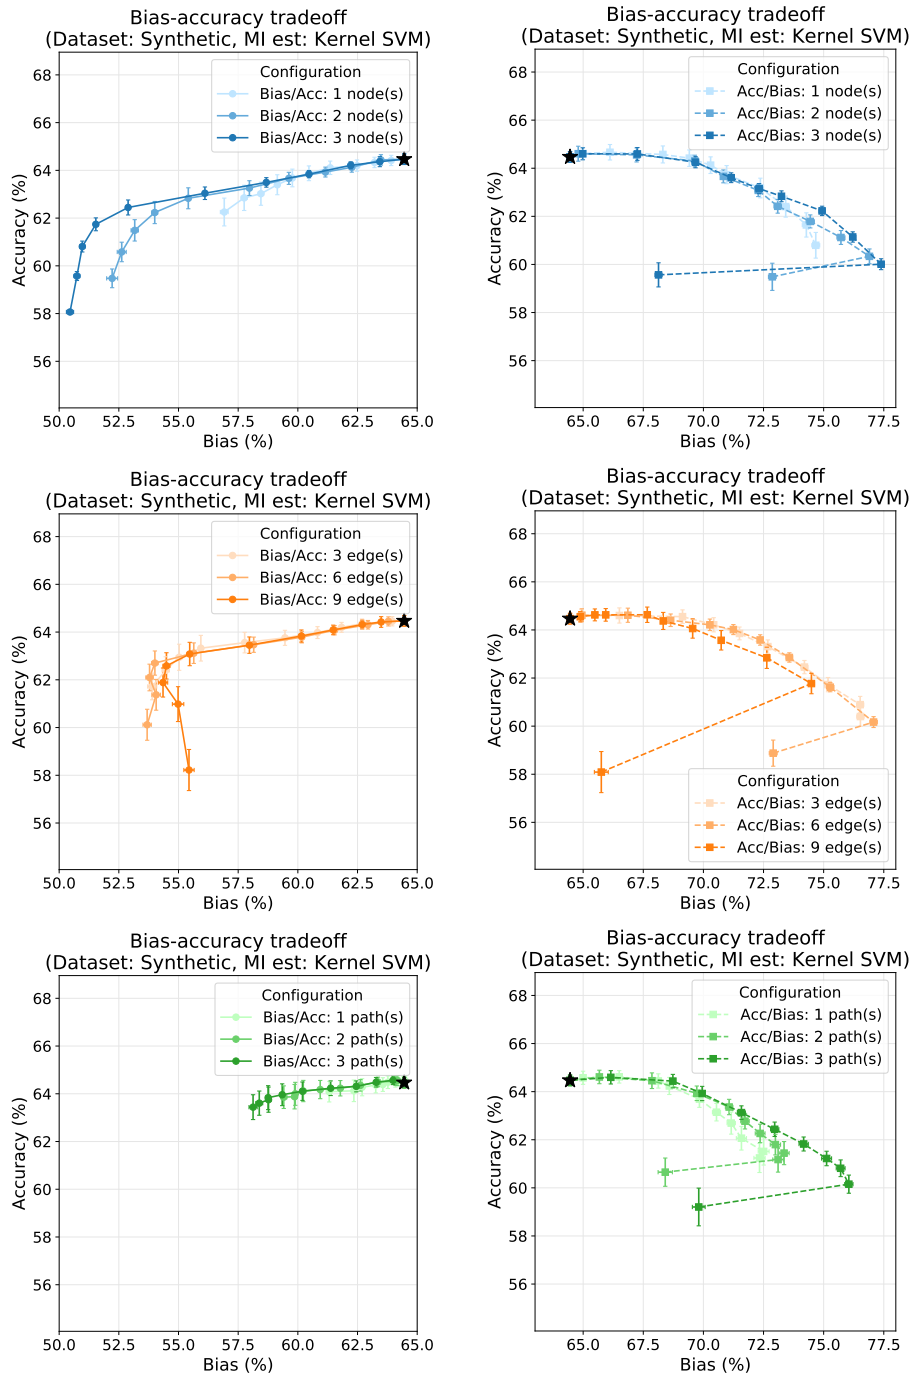 Bias-accuracy tradeoff
(Dataset: Synthetic, MI est: Kernel SVM)
Configuration
Bias/Acc: 1 node(s)
Bias/Acc: 2 node(s)
Bias/Acc: 3 node(s)
Accuracy (%)
68
66
64
62
60
58
56
50.0 52.5 55.0 57.5 60.0 62.5 65.0
Bias (%)
Bias-accuracy tradeoff
(Dataset: Synthetic, MI est: Kernel SVM)
Configuration
Acc/Bias: 1 node(s)
Acc/Bias: 2 node(s)
Acc/Bias: 3 node(s)
Accuracy (%)
68
66
64
62
60
58
56
65.0 67.5 70.0 72.5 75.0 77.5
Bias (%)
Bias-accuracy tradeoff
(Dataset: Synthetic, MI est: Kernel SVM)
Configuration
Bias/Acc: 3 edge(s)
Bias/Acc: 6 edge(s)
Bias/Acc: 9 edge(s)
Accuracy (%)
68
66
64
62
60
58
56
50.0 52.5 55.0 57.5 60.0 62.5 65.0
Bias (%)
Bias-accuracy tradeoff
(Dataset: Synthetic, MI est: Kernel SVM)
Accuracy (%)
68
66
64
62
60
58
56
Configuration
Acc/Bias: 3 edge(s)
Acc/Bias: 6 edge(s)
Acc/Bias: 9 edge(s)
65.0 67.5 70.0 72.5 75.0 77.5
Bias (%)
Bias-accuracy tradeoff
(Dataset: Synthetic, MI est: Kernel SVM)
Configuration
Bias/Acc: 1 path(s)
Bias/Acc: 2 path(s)
Bias/Acc: 3 path(s)
Accuracy (%)
68
66
64
62
60
58
56
50.0 52.5 55.0 57.5 60.0 62.5 65.0
Bias (%)
Bias-accuracy tradeoff
(Dataset: Synthetic, MI est: Kernel SVM)
Configuration
Acc/Bias: 1 path(s)
Acc/Bias: 2 path(s)
Acc/Bias: 3 path(s)
Accuracy (%)
68
66
64
62
60
58
56
65.0 67.5 70.0 72.5 75.0 77.5
Bias (%)